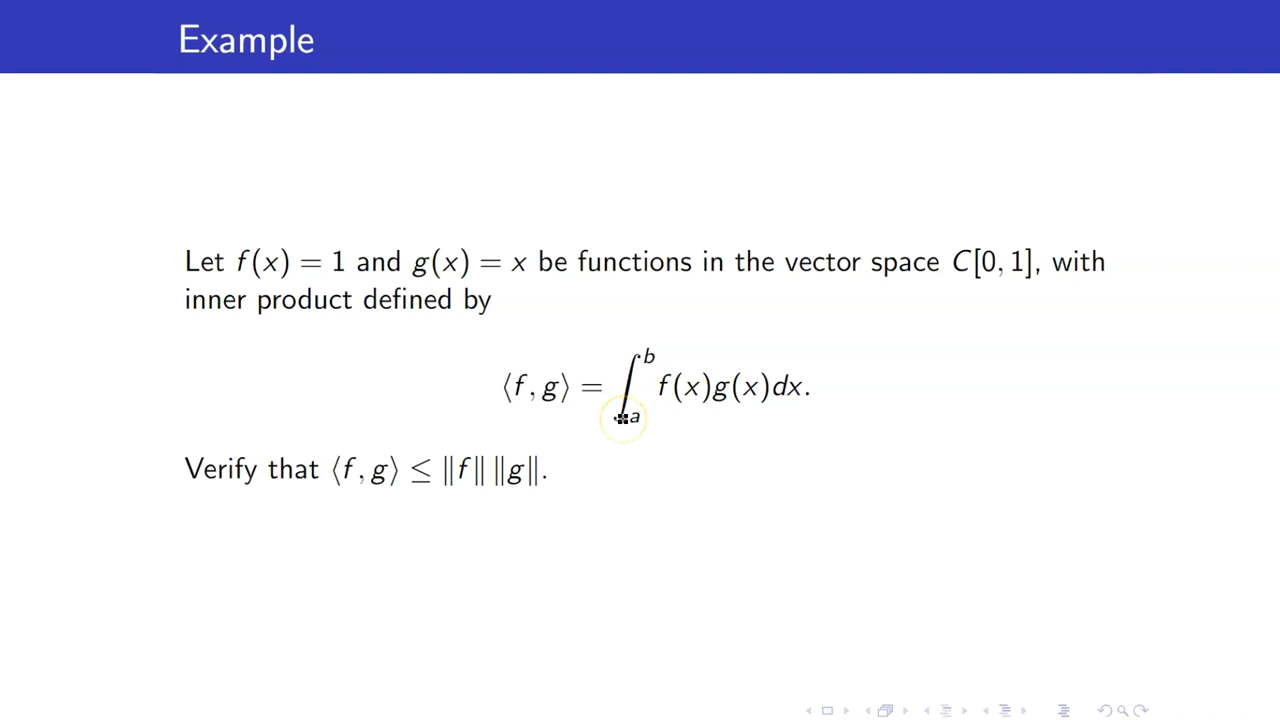 Example
Let f(x) = 1 and g(x) = x be functions in the vector space C[0, 1], with
inner product defined by
⟨f, g⟩ = ∫_a^b f(x)g(x)dx.
Verify that ⟨f, g⟩ ≤ ‖f‖ ‖g‖.